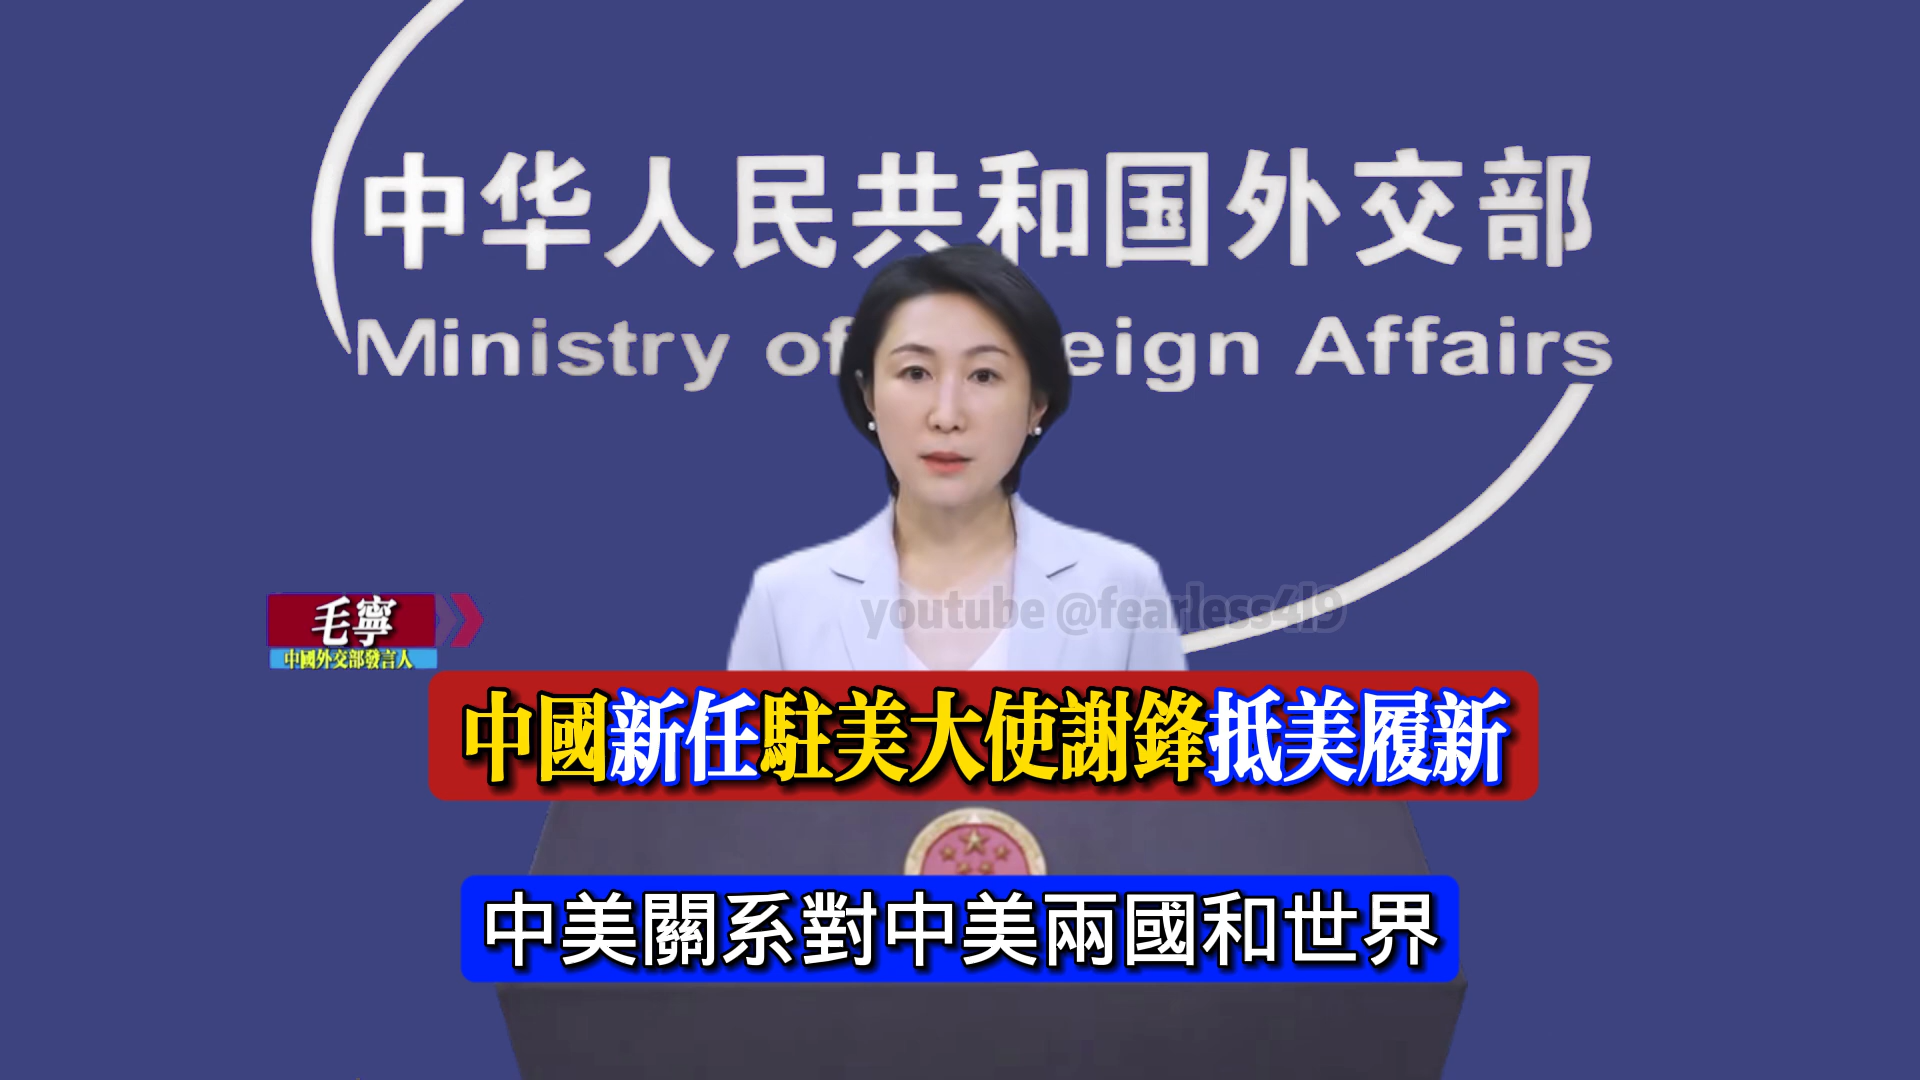 中华人民共和国外交部
Ministry of eign Affairs
毛寧
中國外交部發言人
youtube @fearless4l9
中國新任駐美大使謝鋒抵美履新
中美關系對中美兩國和世界